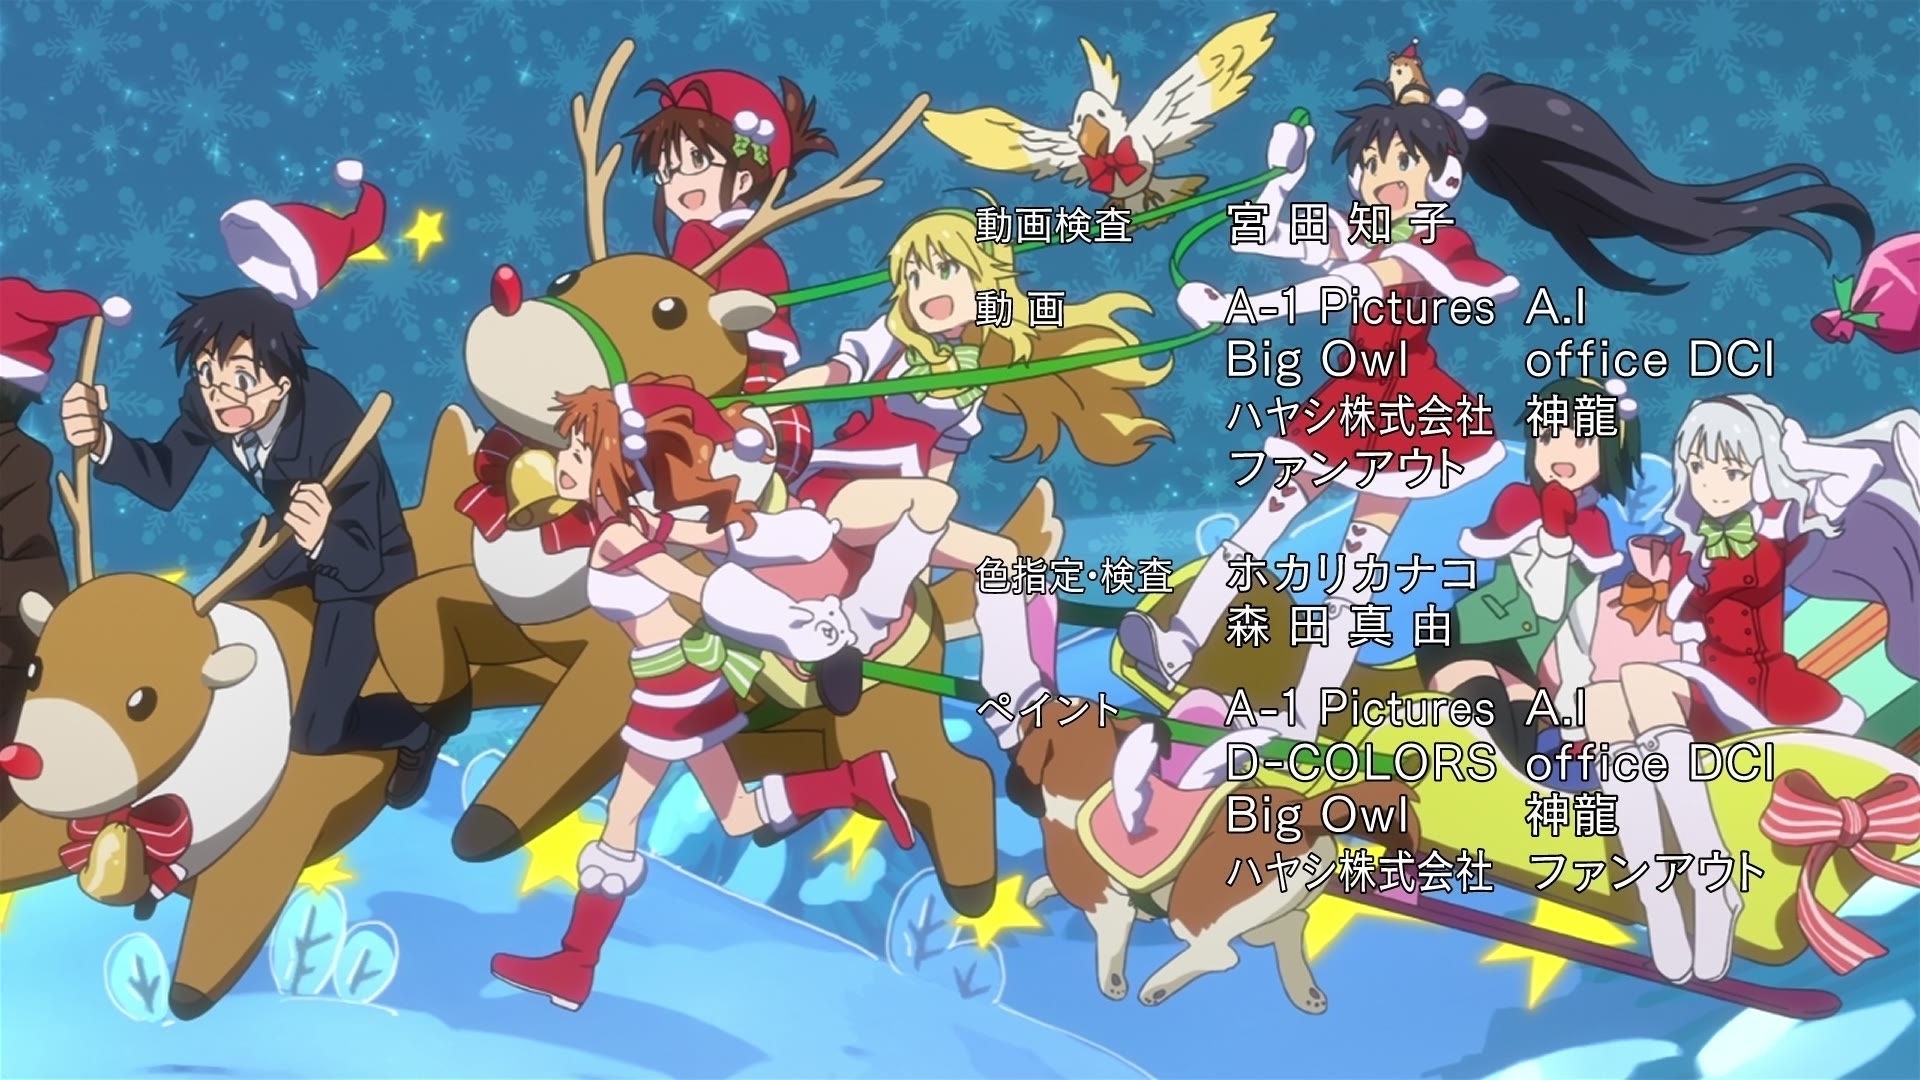 動画検査 宮田知子
動画 A-1 Pictures A.I
Big Owl office DCI
ハヤシ株式会社 神龍
ファンアウト
色指定・検査 ホカリカナコ
森田真由
ペイント A-1 Pictures A.I
D-COLORS office DCI
Big Owl 神龍
ハヤシ株式会社 ファンアウト